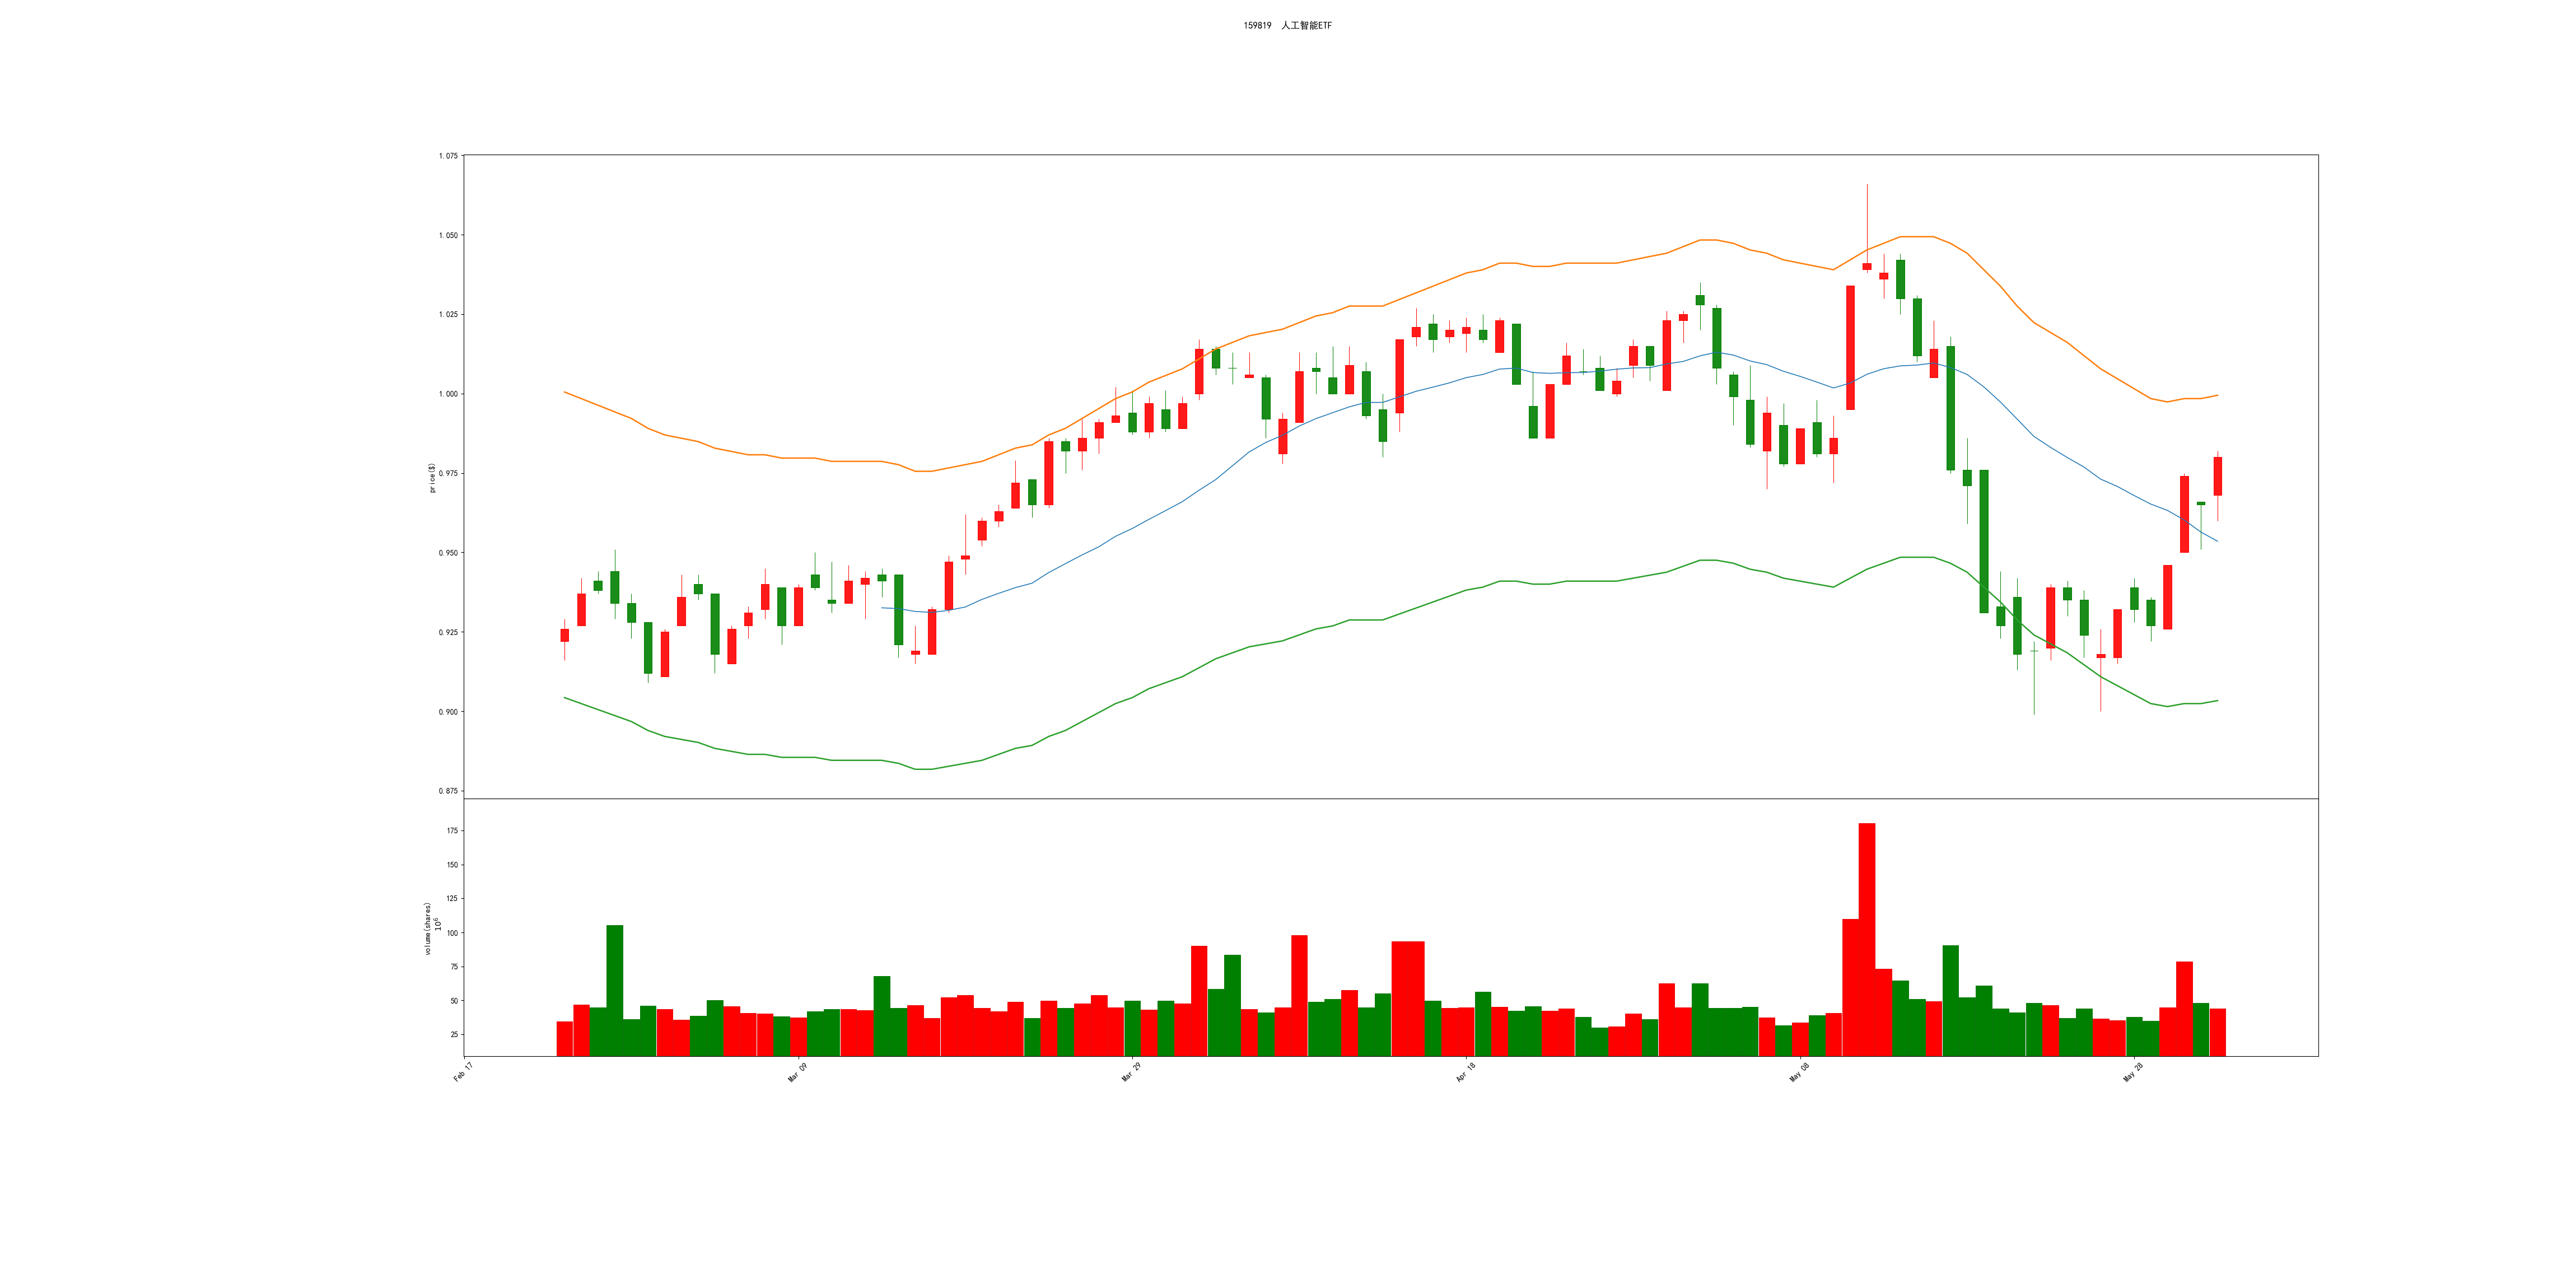 159819 人工智能ETF
1.075
1.050
1.025
1.000
0.975
0.950
0.925
0.900
0.875
price($)
175
150
125
100
75
50
25
volume(shares)
10^6
Feb 17
Mar 09
Mar 29
Apr 18
May 08
May 28